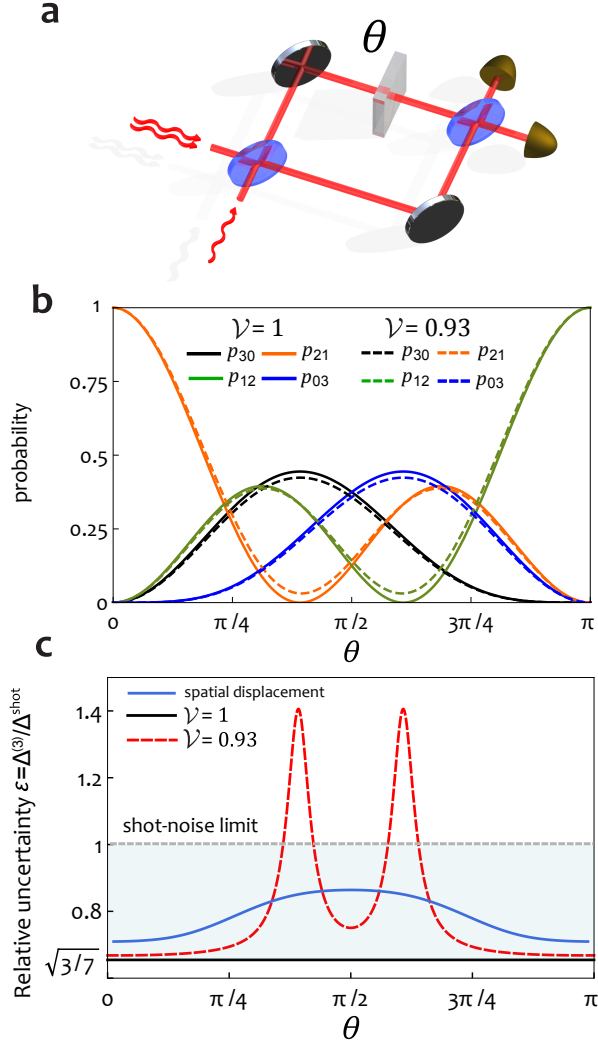 a
θ
b
𝒱 = 1 𝒱 = 0.93
p30 p21 p30 p21
p12 p03 p12 p03
probability
1
0.75
0.5
0.25
0
0 π/4 π/2 3π/4 π
θ
c
spatial displacement
𝒱 = 1
𝒱 = 0.93
shot-noise limit
Relative uncertainty ε=Δ(3)/Δshot
1.4
1.2
1
0.8
√3/7
0 π/4 π/2 3π/4 π
θ